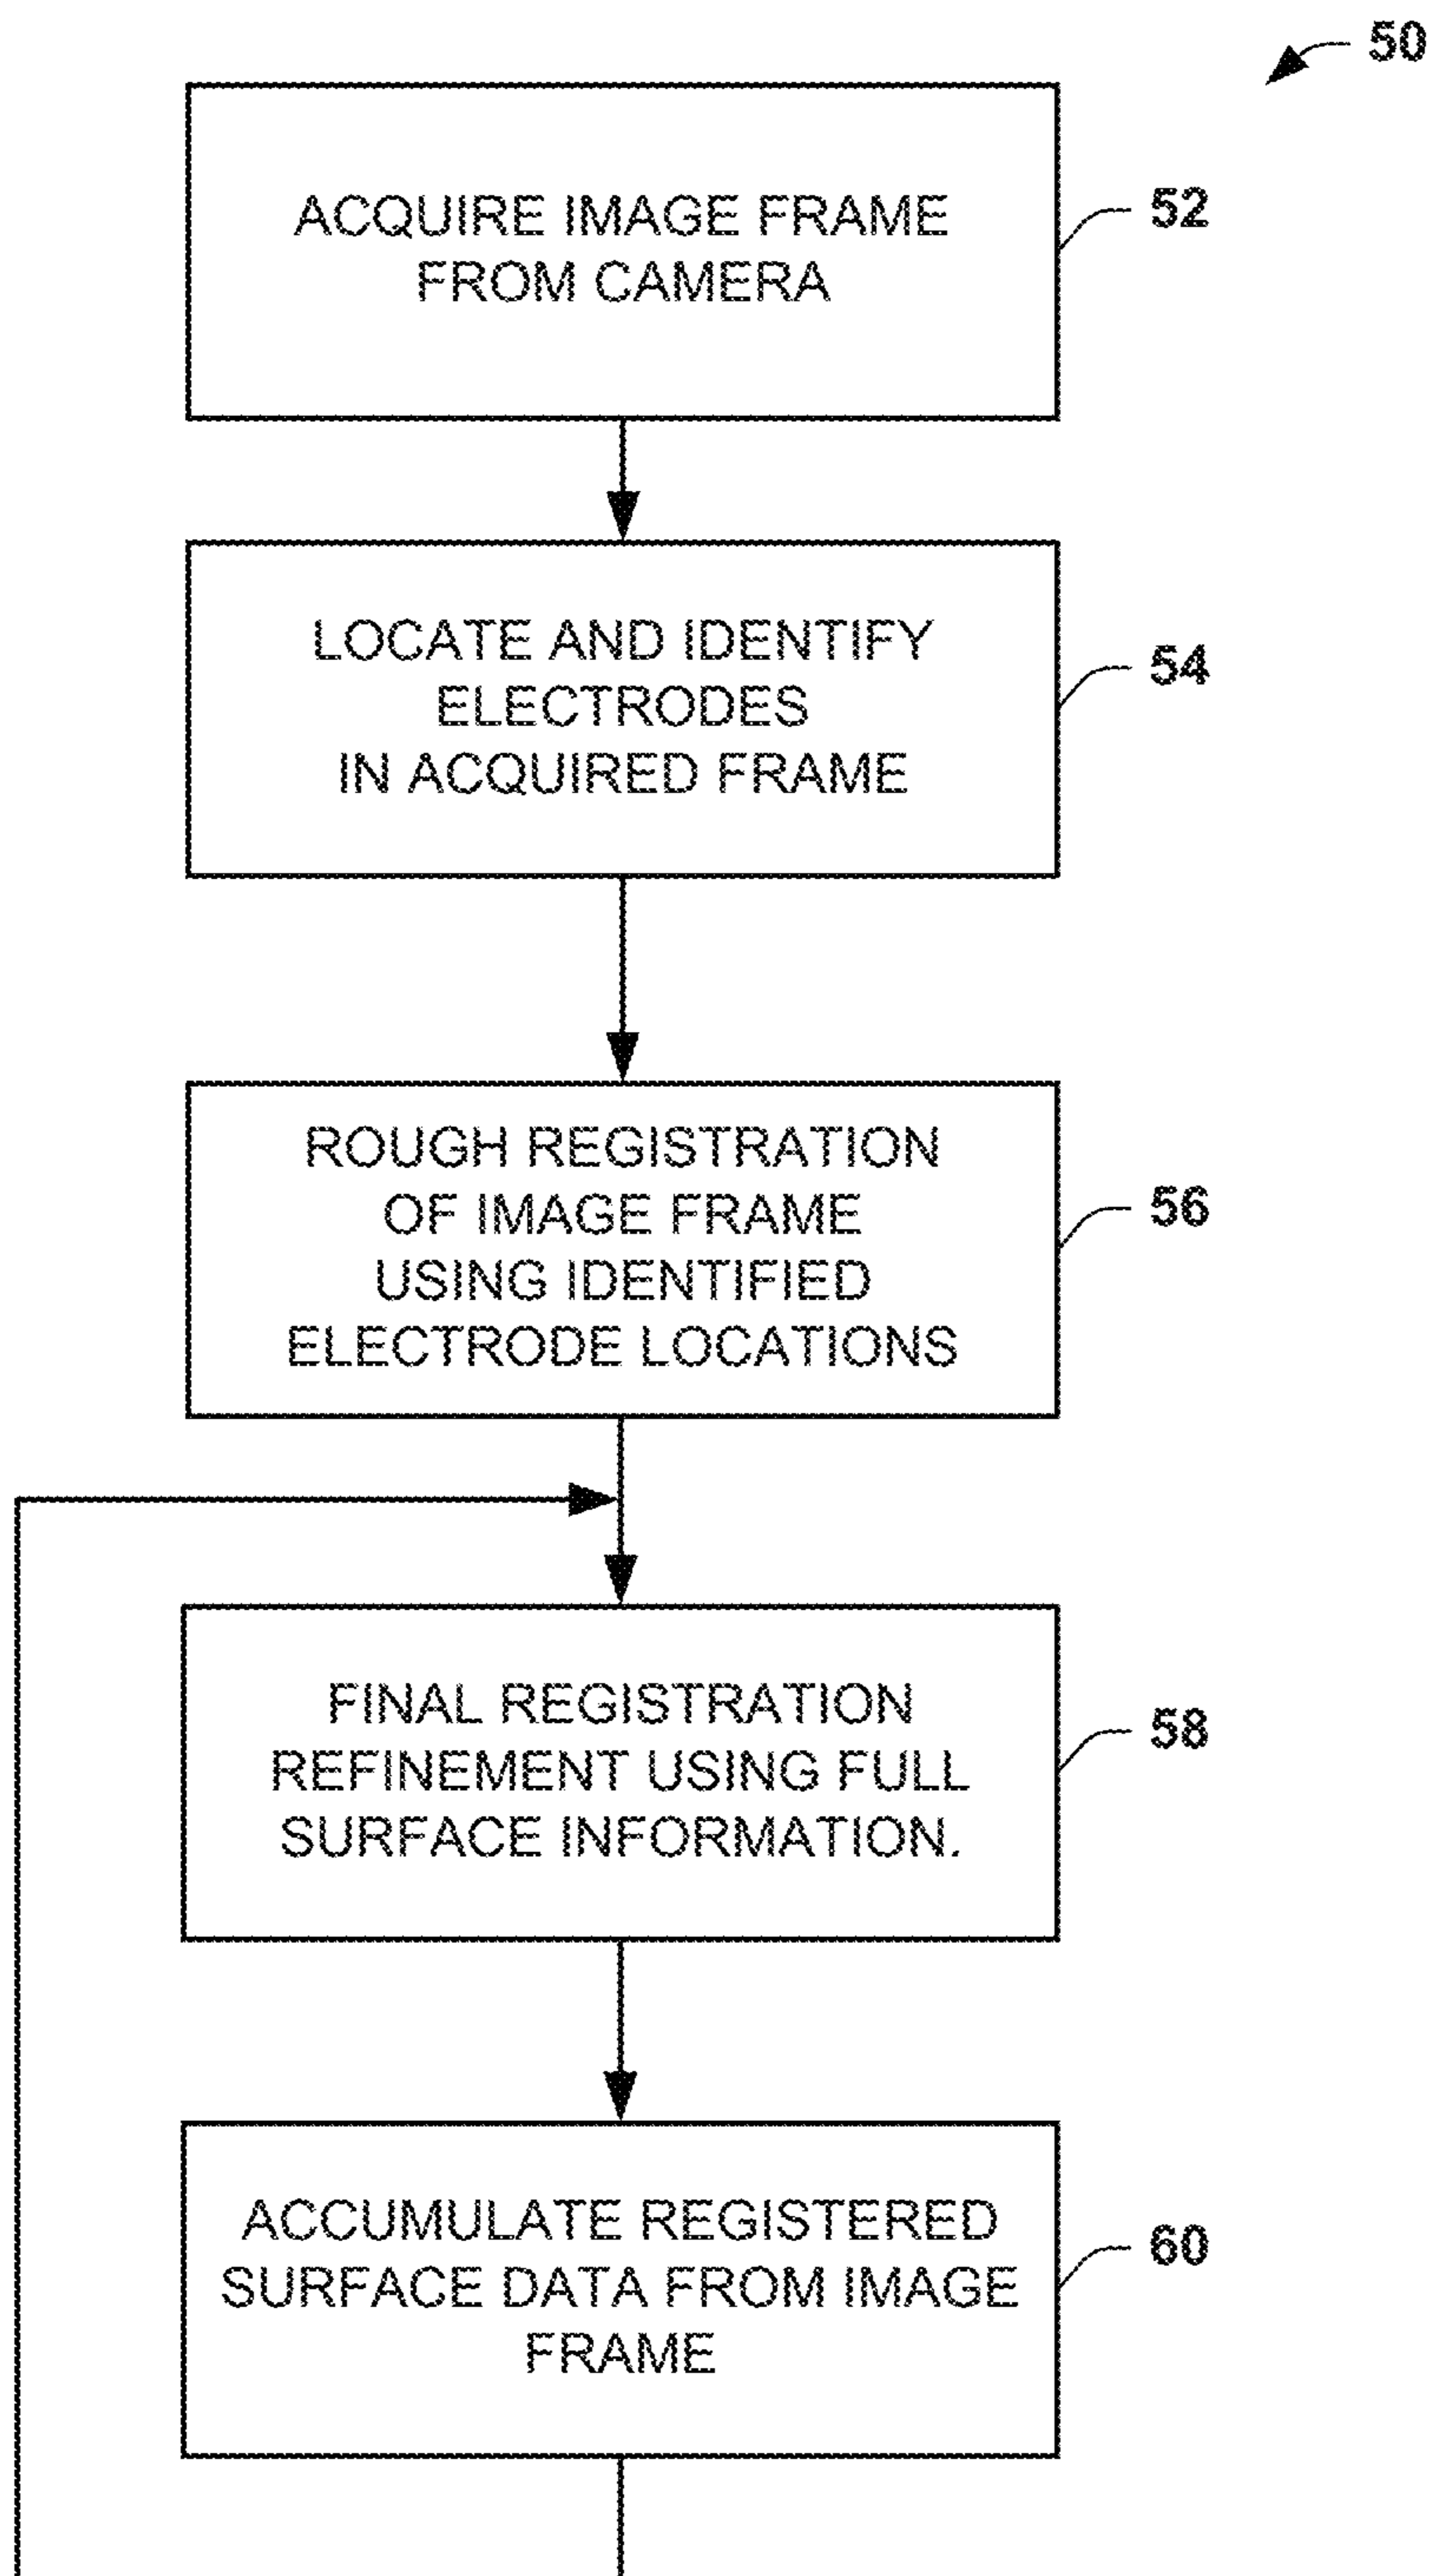 50
ACQUIRE IMAGE FRAME
FROM CAMERA
52
LOCATE AND IDENTIFY
ELECTRODES
IN ACQUIRED FRAME
54
ROUGH REGISTRATION
OF IMAGE FRAME
USING IDENTIFIED
ELECTRODE LOCATIONS
56
FINAL REGISTRATION
REFINEMENT USING FULL
SURFACE INFORMATION.
58
ACCUMULATE REGISTERED
SURFACE DATA FROM IMAGE
FRAME
60